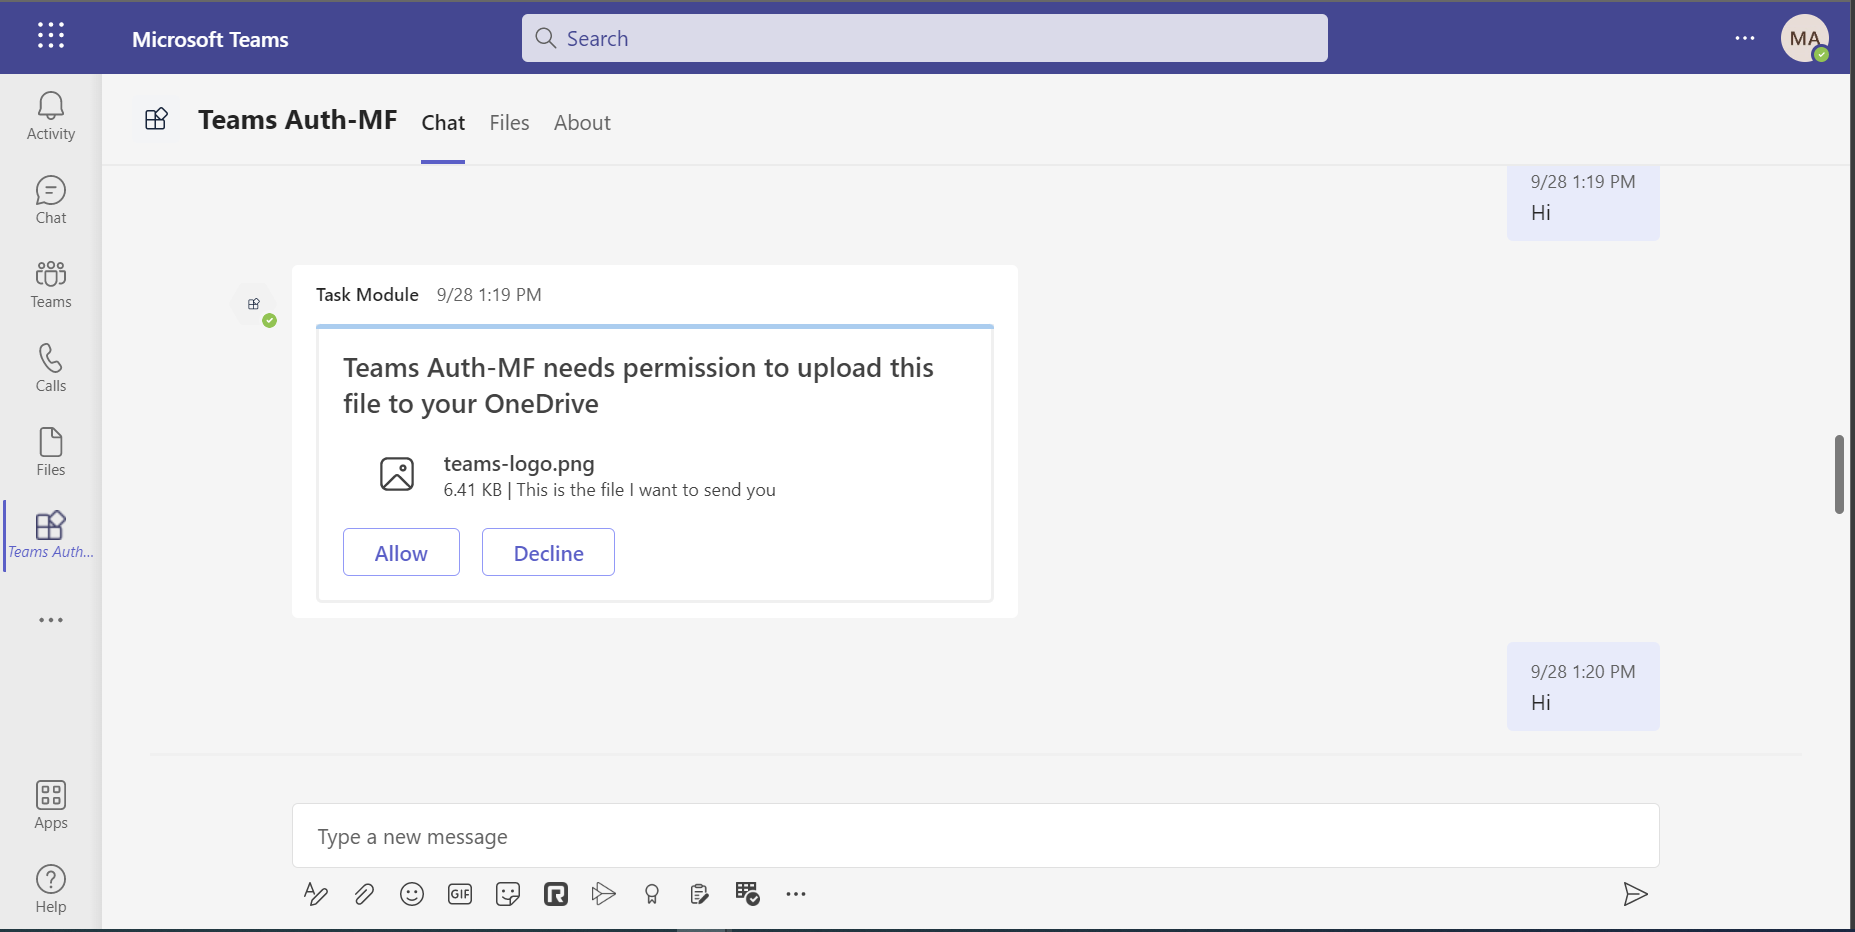 Microsoft Teams
Search
MA
Activity
Chat
Teams
Calls
Files
Teams Auth...
Apps
Help
Teams Auth-MF
Chat
Files
About
9/28 1:19 PM
Hi
Task Module 9/28 1:19 PM
Teams Auth-MF needs permission to upload this
file to your OneDrive
teams-logo.png
6.41 KB | This is the file I want to send you
Allow
Decline
9/28 1:20 PM
Hi
Type a new message
GIF